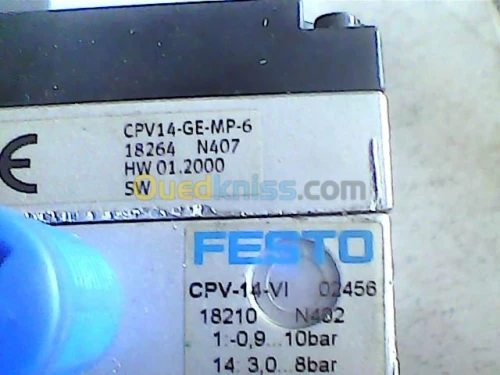 CPV14-GE-MP-6
18264 N407
HW 01.2000
SW
Ouedkniss.com
FESTO
CPV-14-VI 02456
18210 N402
1:-0,9...10bar
14: 3,0...8bar